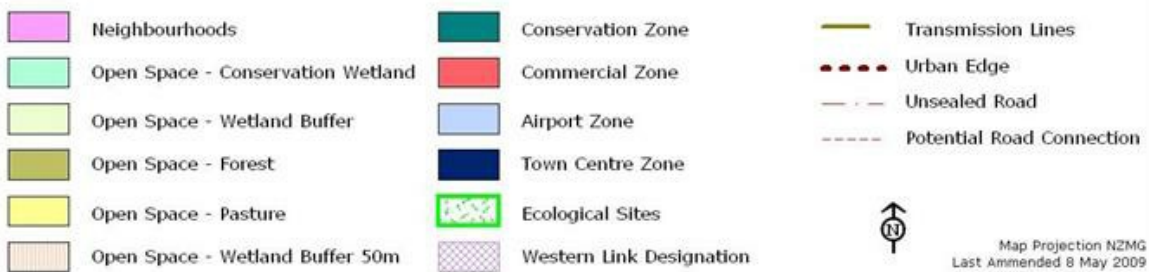 Neighbourhoods
Open Space - Conservation Wetland
Open Space - Wetland Buffer
Open Space - Forest
Open Space - Pasture
Open Space - Wetland Buffer 50m
Conservation Zone
Commercial Zone
Airport Zone
Town Centre Zone
Ecological Sites
Western Link Designation
Transmission Lines
Urban Edge
Unsealed Road
Potential Road Connection
N
Map Projection NZMG
Last Ammended 8 May 2009